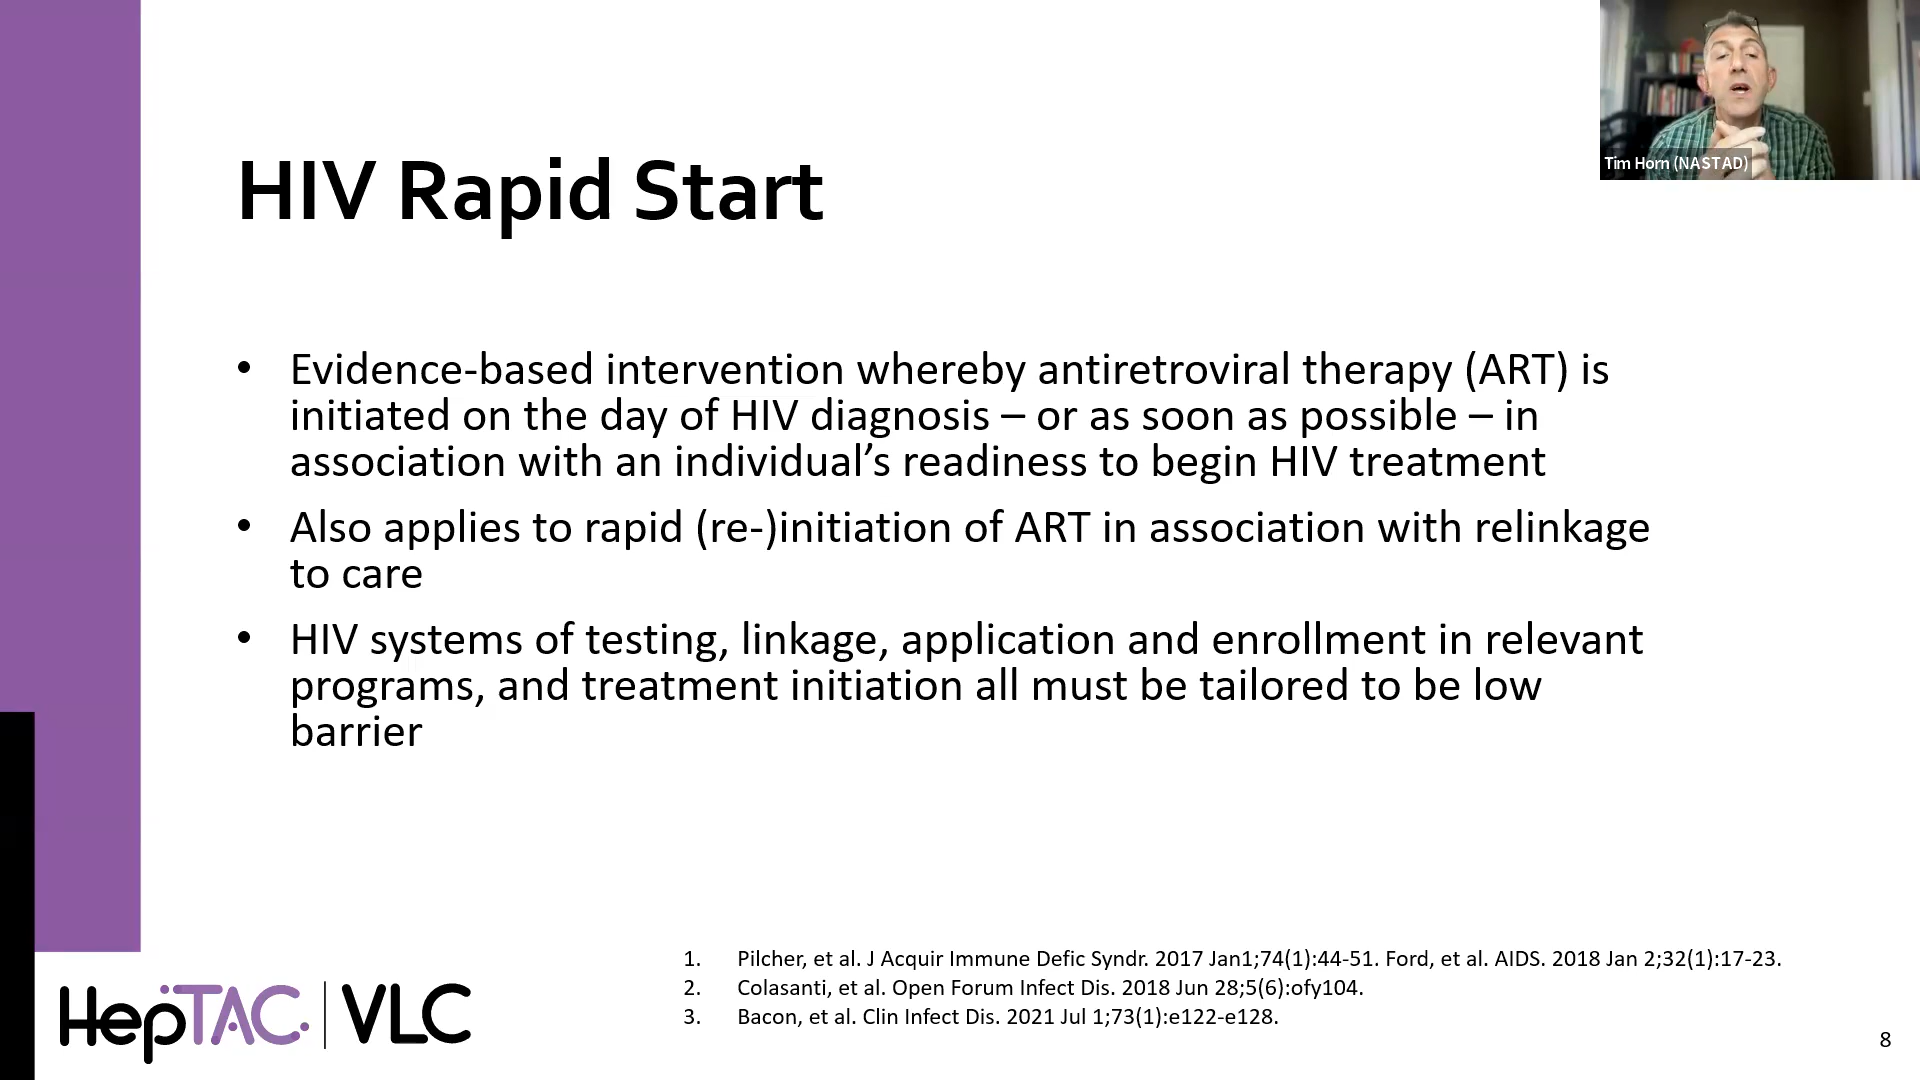 Tim Horn (NASTAD)
HIV Rapid Start
• Evidence-based intervention whereby antiretroviral therapy (ART) is
initiated on the day of HIV diagnosis – or as soon as possible – in
association with an individual’s readiness to begin HIV treatment
• Also applies to rapid (re-)initiation of ART in association with relinkage
to care
• HIV systems of testing, linkage, application and enrollment in relevant
programs, and treatment initiation all must be tailored to be low
barrier
1. Pilcher, et al. J Acquir Immune Defic Syndr. 2017 Jan1;74(1):44-51. Ford, et al. AIDS. 2018 Jan 2;32(1):17-23.
2. Colasanti, et al. Open Forum Infect Dis. 2018 Jun 28;5(6):ofy104.
3. Bacon, et al. Clin Infect Dis. 2021 Jul 1;73(1):e122-e128.
HepTAC | VLC
8